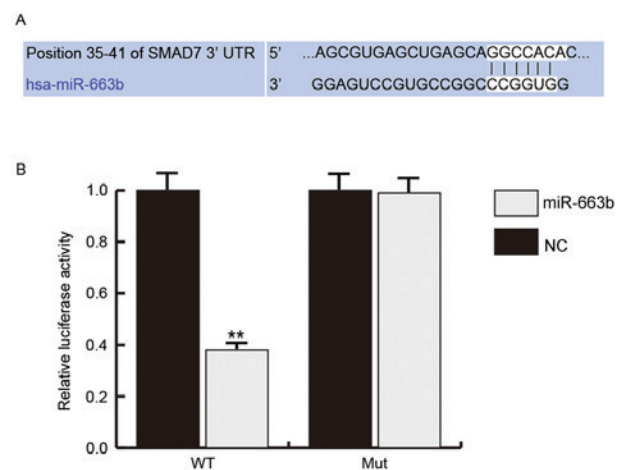 A
Position 35-41 of SMAD7 3' UTR 5' ...AGCGUGAGCUGAGCAGGCCACAC...
hsa-miR-663b 3' GGAGUCCGUGCCGGCCCGGUGG
B
Relative luciferase activity
1.0
0.8
0.6
0.4
0.2
0.0
**
WT
Mut
miR-663b
NC